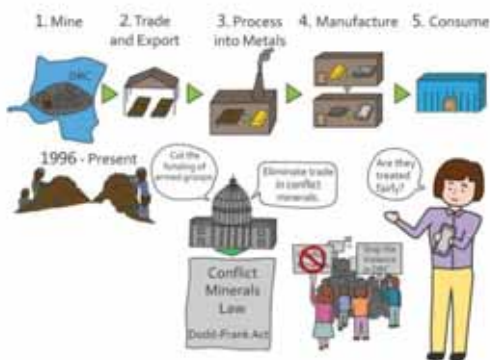 1. Mine
2. Trade
and Export
3. Process
into Metals
4. Manufacture
5. Consume
DRC
1996 - Present
Cut the
funding of
armed groups.
Eliminate trade
in conflict
minerals.
Are they
treated
fairly?
Conflict
Minerals
Law
Dodd-Frank Act
Stop the
Violence
in DRC